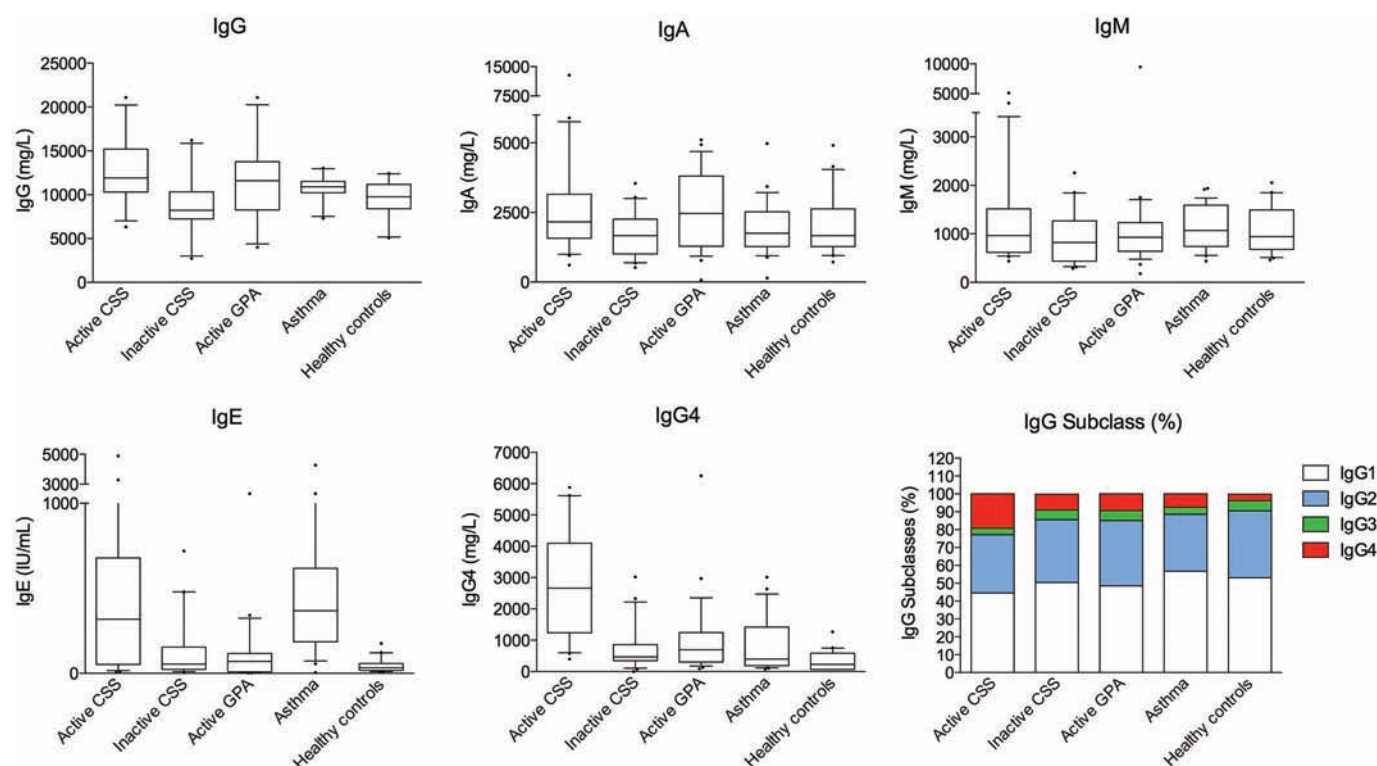 IgG
IgG (mg/L)
25000
20000
15000
10000
5000
0
Active CSS
Inactive CSS
Active GPA
Asthma
Healthy controls
IgA
IgA (mg/L)
15000
7500
5000
2500
0
Active CSS
Inactive CSS
Active GPA
Asthma
Healthy controls
IgM
IgM (mg/L)
10000
5000
3000
2000
1000
0
Active CSS
Inactive CSS
Active GPA
Asthma
Healthy controls
IgE
IgE (IU/mL)
5000
3000
1000
0
Active CSS
Inactive CSS
Active GPA
Asthma
Healthy controls
IgG4
IgG4 (mg/L)
7000
6000
5000
4000
3000
2000
1000
0
Active CSS
Inactive CSS
Active GPA
Asthma
Healthy controls
IgG Subclass (%)
IgG Subclasses (%)
120
110
100
90
80
70
60
50
40
30
20
10
0
Active CSS
Inactive CSS
Active GPA
Asthma
Healthy controls
IgG1
IgG2
IgG3
IgG4